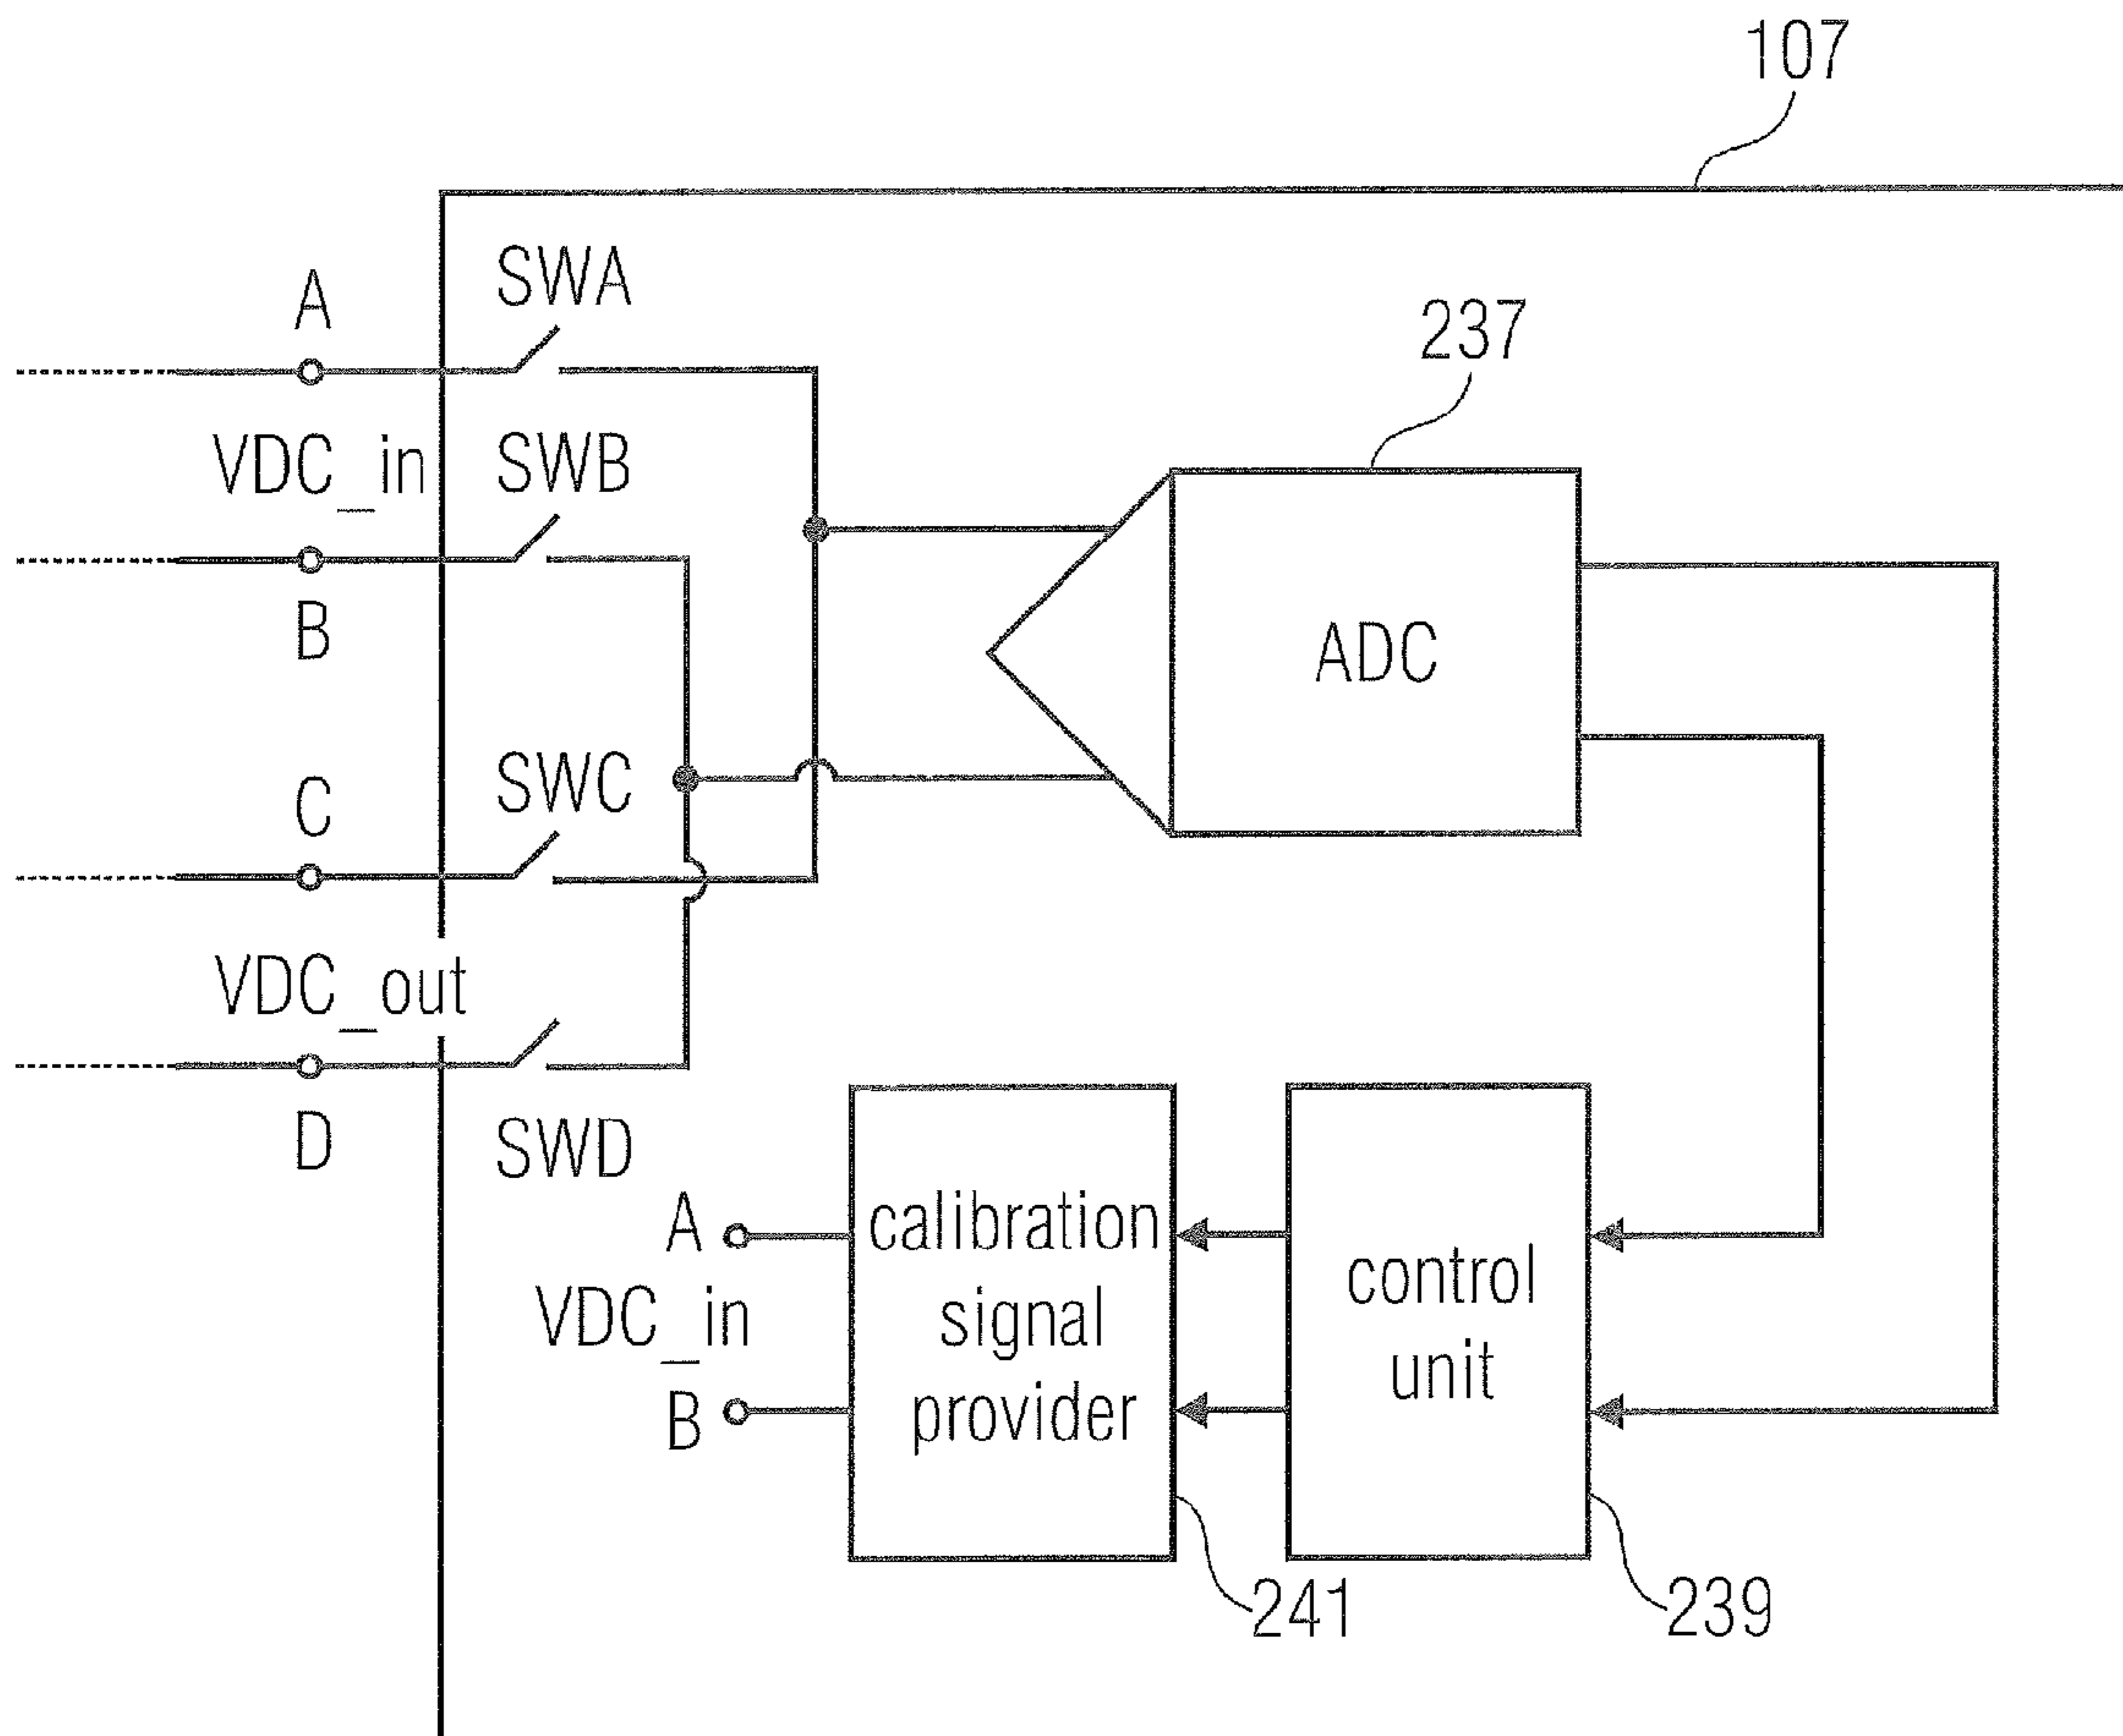 107
SWA
A
237
VDC_in
SWB
B
ADC
C
SWC
VDC_out
D
SWD
A
VDC_in
B
calibration
signal
provider
control
unit
241
239